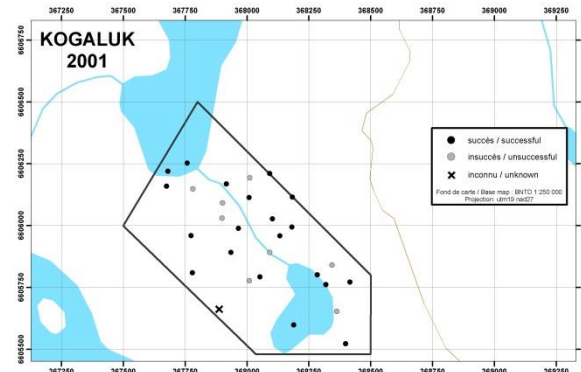 367250 367500 367750 368000 368250 368500 368750 369000 369250
KOGALUK
2001
6606750
6606500
6606250
6606000
6605750
6605500
succès / successful
insuccès / unsuccessful
inconnu / unknown
Fond de carte / Base map : BNTD 1:250 000
Projection: utm19 nad27
367250 367500 367750 368000 368250 368500 368750 369000 369250